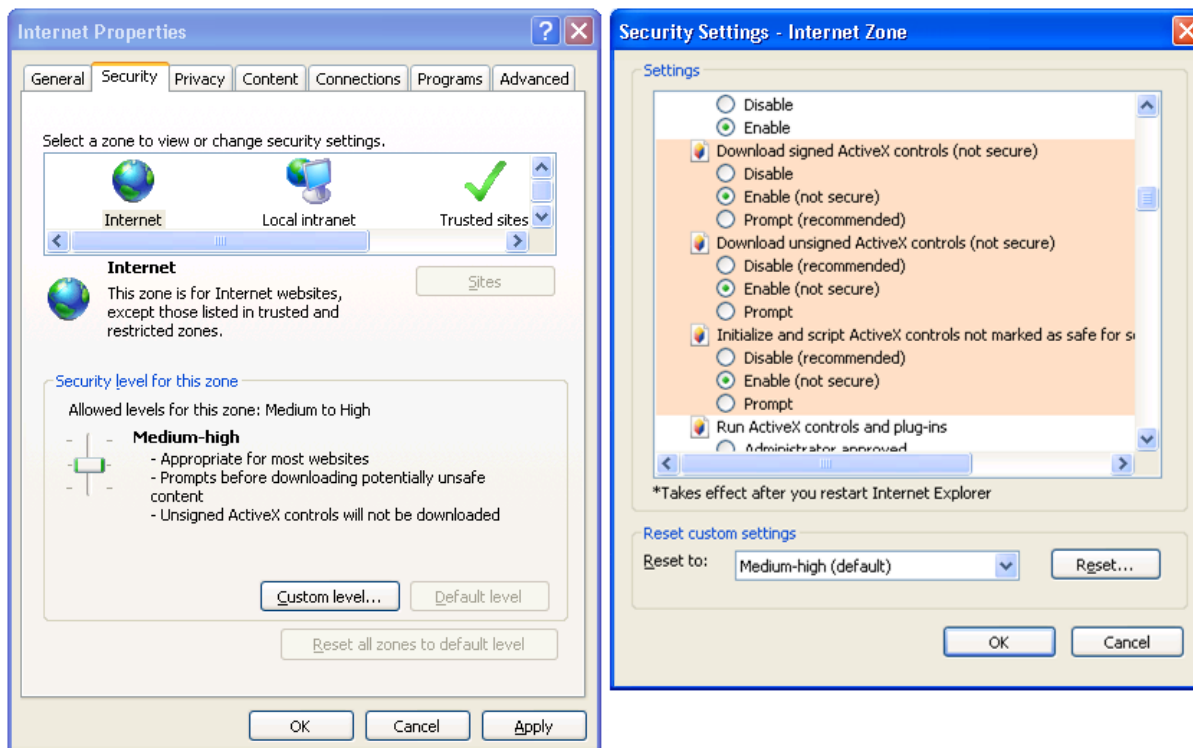 Internet Properties
General Security Privacy Content Connections Programs Advanced
Select a zone to view or change security settings.
Internet Local intranet Trusted sites
Internet
This zone is for Internet websites,
except those listed in trusted and
restricted zones.
Sites
Security level for this zone
Allowed levels for this zone: Medium to High
Medium-high
- Appropriate for most websites
- Prompts before downloading potentially unsafe
content
- Unsigned ActiveX controls will not be downloaded
Custom level... Default level
Reset all zones to default level
OK Cancel Apply
Security Settings - Internet Zone
Settings
Disable
Enable
Download signed ActiveX controls (not secure)
Disable
Enable (not secure)
Prompt (recommended)
Download unsigned ActiveX controls (not secure)
Disable (recommended)
Enable (not secure)
Prompt
Initialize and script ActiveX controls not marked as safe for s
Disable (recommended)
Enable (not secure)
Prompt
Run ActiveX controls and plug-ins
Administrator approved
*Takes effect after you restart Internet Explorer
Reset custom settings
Reset to: Medium-high (default) Reset...
OK Cancel